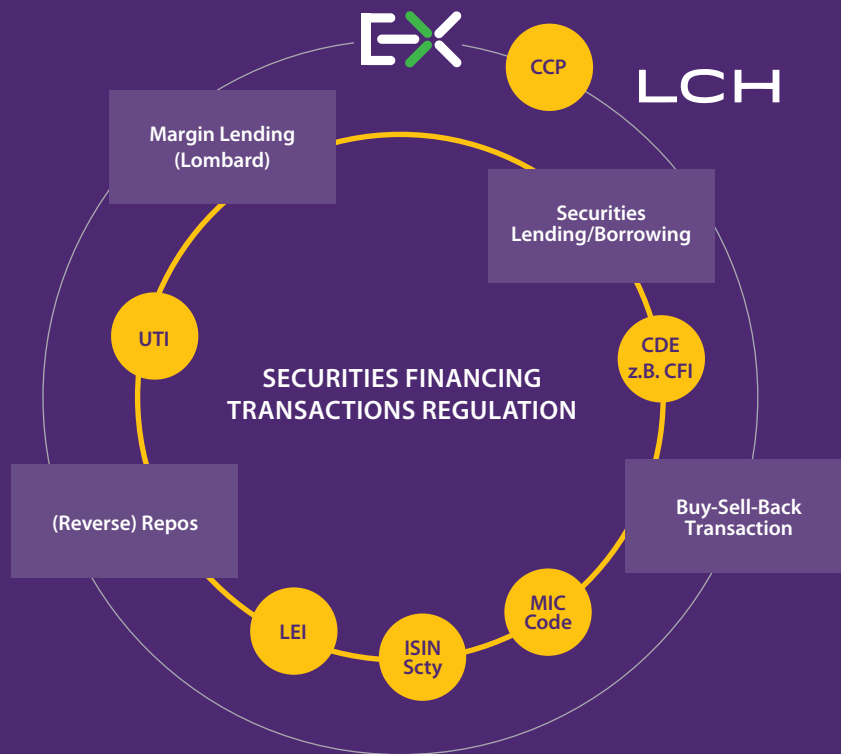 EX
CCP
LCH
Margin Lending
(Lombard)
Securities
Lending/Borrowing
UTI
CDE
z.B. CFI
SECURITIES FINANCING
TRANSACTIONS REGULATION
(Reverse) Repos
Buy-Sell-Back
Transaction
MIC
Code
LEI
ISIN
Scty